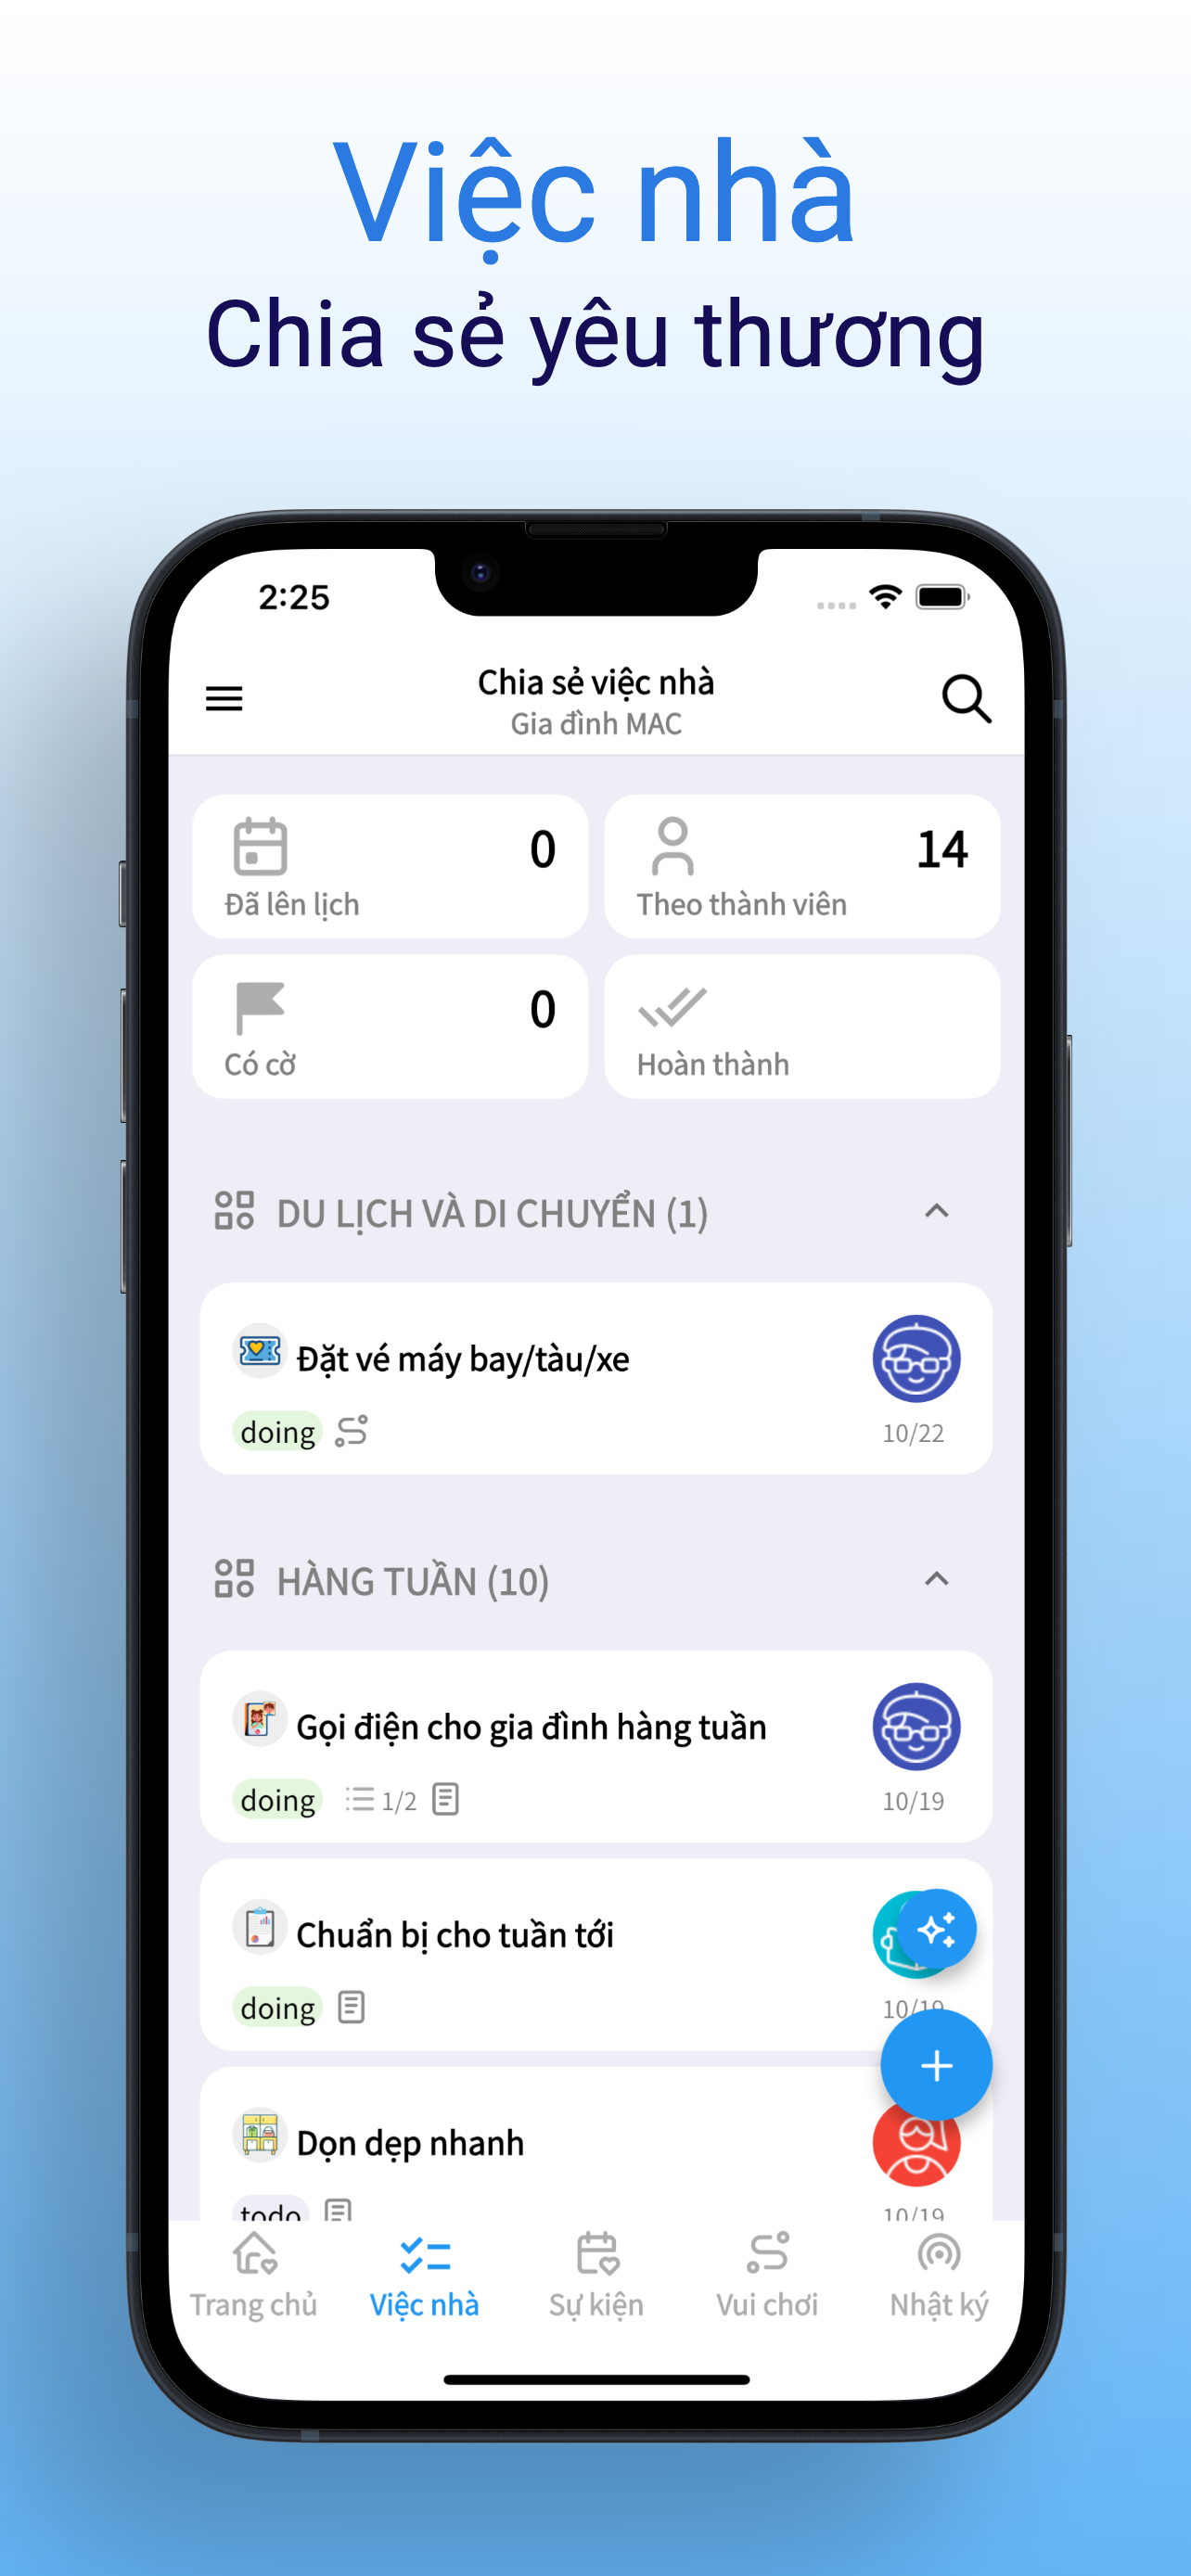 Việc nhà
Chia sẻ yêu thương
2:25
Chia sẻ việc nhà
Gia đình MAC
0
Đã lên lịch
14
Theo thành viên
0
Có cờ
Hoàn thành
DU LỊCH VÀ DI CHUYỂN (1)
Đặt vé máy bay/tàu/xe
doing
10/22
HÀNG TUẦN (10)
Gọi điện cho gia đình hàng tuần
doing 1/2
10/19
Chuẩn bị cho tuần tới
doing
10/19
Dọn dẹp nhanh
todo
10/19
Trang chủ
Việc nhà
Sự kiện
Vui chơi
Nhật ký